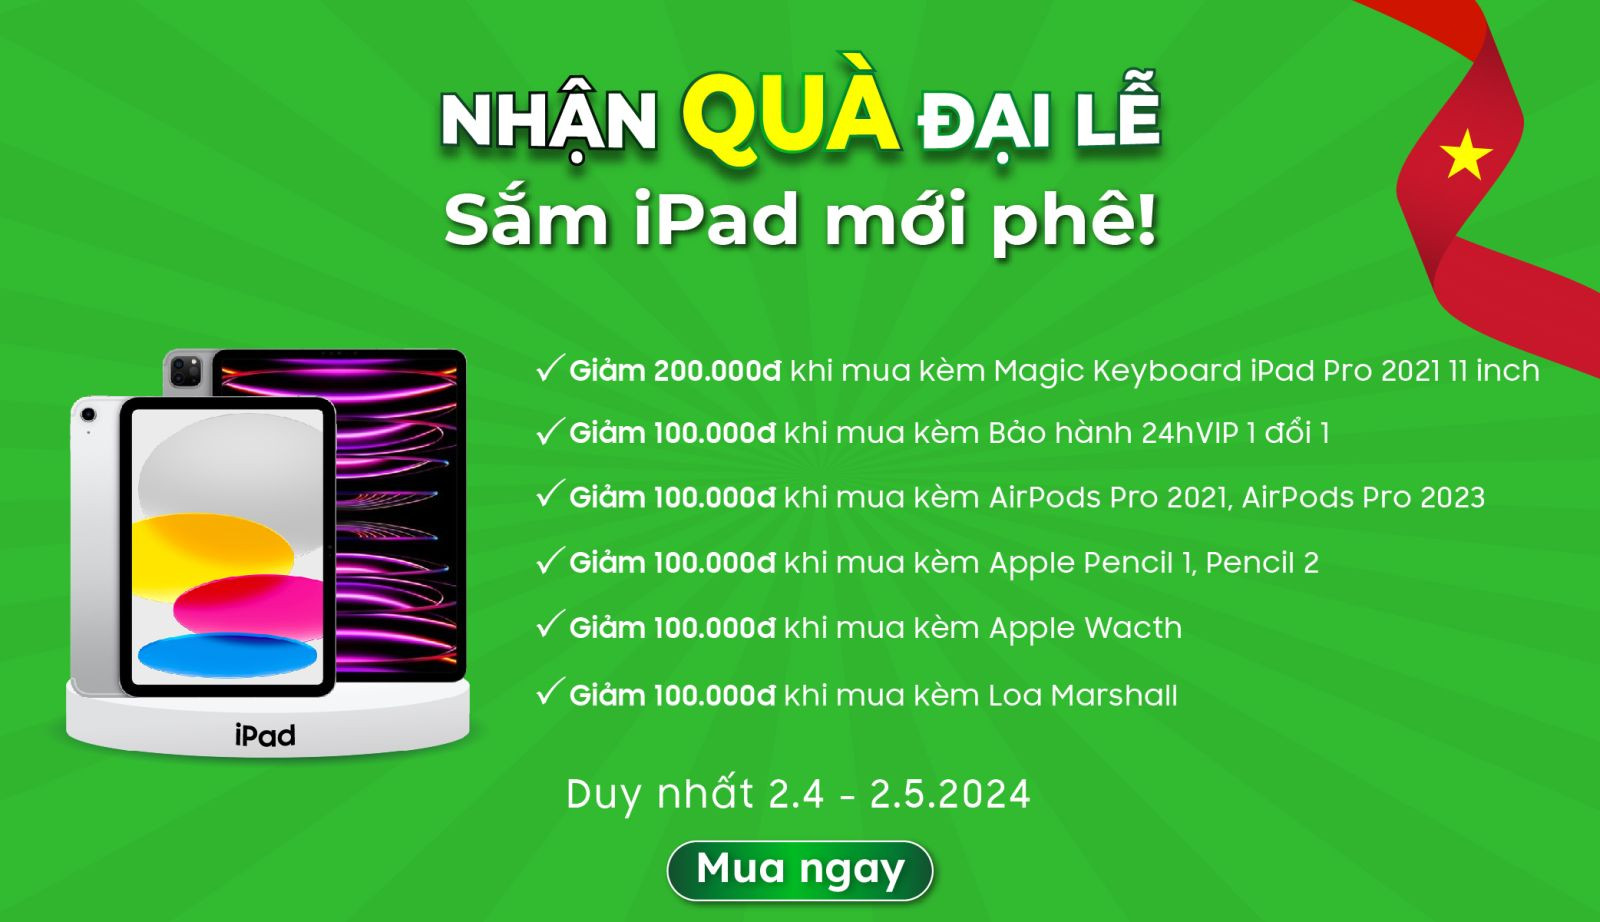 NHẬN QUÀ ĐẠI LỄ
Sắm iPad mới phê!
Giảm 200.000đ khi mua kèm Magic Keyboard iPad Pro 2021 11 inch
Giảm 100.000đ khi mua kèm Bảo hành 24hVIP 1 đổi 1
Giảm 100.000đ khi mua kèm AirPods Pro 2021, AirPods Pro 2023
Giảm 100.000đ khi mua kèm Apple Pencil 1, Pencil 2
Giảm 100.000đ khi mua kèm Apple Wacth
Giảm 100.000đ khi mua kèm Loa Marshall
iPad
Duy nhất 2.4 - 2.5.2024
Mua ngay